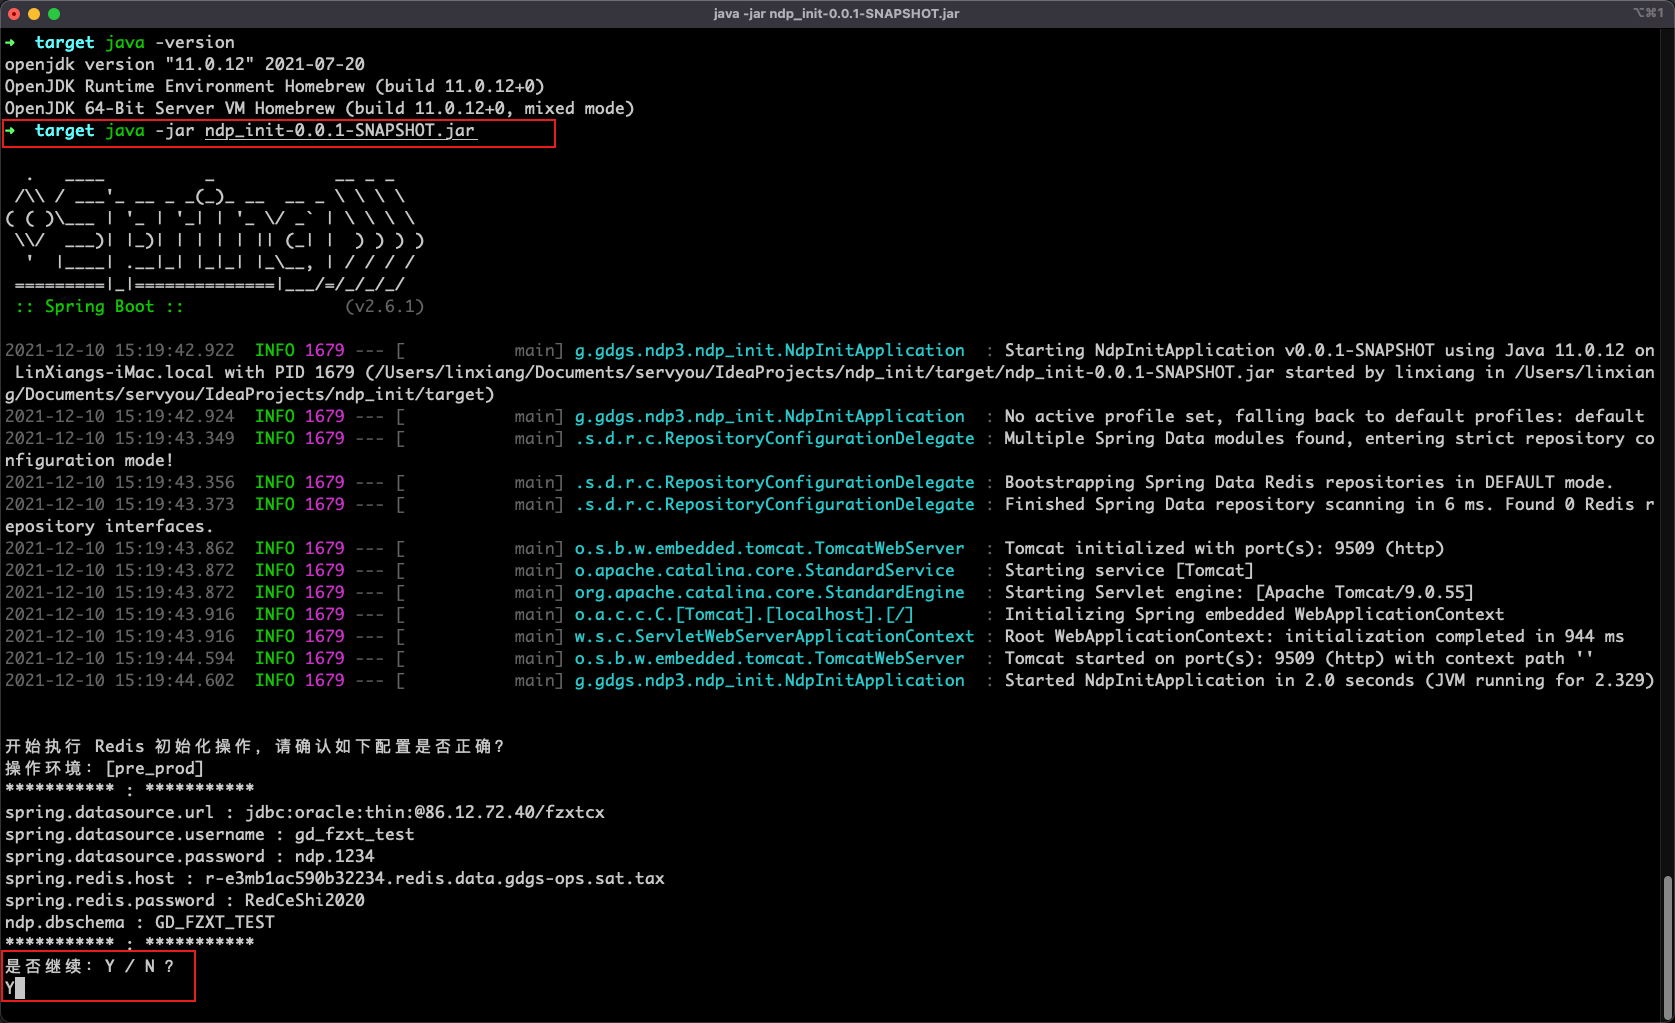 java -jar ndp_init-0.0.1-SNAPSHOT.jar
⌥⌘1
➜  target java -version
openjdk version "11.0.12" 2021-07-20
OpenJDK Runtime Environment Homebrew (build 11.0.12+0)
OpenJDK 64-Bit Server VM Homebrew (build 11.0.12+0, mixed mode)
➜  target java -jar ndp_init-0.0.1-SNAPSHOT.jar
  .   ____          _            __ _ _
 /\\ / ___'_ __ _ _(_)_ __  __ _ \ \ \ \
( ( )\___ | '_ | '_| | '_ \/ _` | \ \ \ \
 \\/  ___)| |_)| | | | | || (_| |  ) ) ) )
  '  |____| .__|_| |_|_| |_\__, | / / / /
 =========|_|==============|___/=/_/_/_/
 :: Spring Boot ::                (v2.6.1)
2021-12-10 15:19:42.922  INFO 1679 --- [           main] g.gdgs.ndp3.ndp_init.NdpInitApplication  : Starting NdpInitApplication v0.0.1-SNAPSHOT using Java 11.0.12 on
 LinXiangs-iMac.local with PID 1679 (/Users/linxiang/Documents/servyou/IdeaProjects/ndp_init/target/ndp_init-0.0.1-SNAPSHOT.jar started by linxiang in /Users/linxian
g/Documents/servyou/IdeaProjects/ndp_init/target)
2021-12-10 15:19:42.924  INFO 1679 --- [           main] g.gdgs.ndp3.ndp_init.NdpInitApplication  : No active profile set, falling back to default profiles: default
2021-12-10 15:19:43.349  INFO 1679 --- [           main] .s.d.r.c.RepositoryConfigurationDelegate : Multiple Spring Data modules found, entering strict repository co
nfiguration mode!
2021-12-10 15:19:43.356  INFO 1679 --- [           main] .s.d.r.c.RepositoryConfigurationDelegate : Bootstrapping Spring Data Redis repositories in DEFAULT mode.
2021-12-10 15:19:43.373  INFO 1679 --- [           main] .s.d.r.c.RepositoryConfigurationDelegate : Finished Spring Data repository scanning in 6 ms. Found 0 Redis r
epository interfaces.
2021-12-10 15:19:43.862  INFO 1679 --- [           main] o.s.b.w.embedded.tomcat.TomcatWebServer  : Tomcat initialized with port(s): 9509 (http)
2021-12-10 15:19:43.872  INFO 1679 --- [           main] o.apache.catalina.core.StandardService   : Starting service [Tomcat]
2021-12-10 15:19:43.872  INFO 1679 --- [           main] org.apache.catalina.core.StandardEngine  : Starting Servlet engine: [Apache Tomcat/9.0.55]
2021-12-10 15:19:43.916  INFO 1679 --- [           main] o.a.c.c.C.[Tomcat].[localhost].[/]       : Initializing Spring embedded WebApplicationContext
2021-12-10 15:19:43.916  INFO 1679 --- [           main] w.s.c.ServletWebServerApplicationContext : Root WebApplicationContext: initialization completed in 944 ms
2021-12-10 15:19:44.594  INFO 1679 --- [           main] o.s.b.w.embedded.tomcat.TomcatWebServer  : Tomcat started on port(s): 9509 (http) with context path ''
2021-12-10 15:19:44.602  INFO 1679 --- [           main] g.gdgs.ndp3.ndp_init.NdpInitApplication  : Started NdpInitApplication in 2.0 seconds (JVM running for 2.329)
开始执行 Redis 初始化操作, 请确认如下配置是否正确?
操作环境: [pre_prod]
*********** : ***********
spring.datasource.url : jdbc:oracle:thin:@86.12.72.40/fzxtcx
spring.datasource.username : gd_fzxt_test
spring.datasource.password : ndp.1234
spring.redis.host : r-e3mb1ac590b32234.redis.data.gdgs-ops.sat.tax
spring.redis.password : RedCeShi2020
ndp.dbschema : GD_FZXT_TEST
*********** : ***********
是否继续: Y / N ?
Y